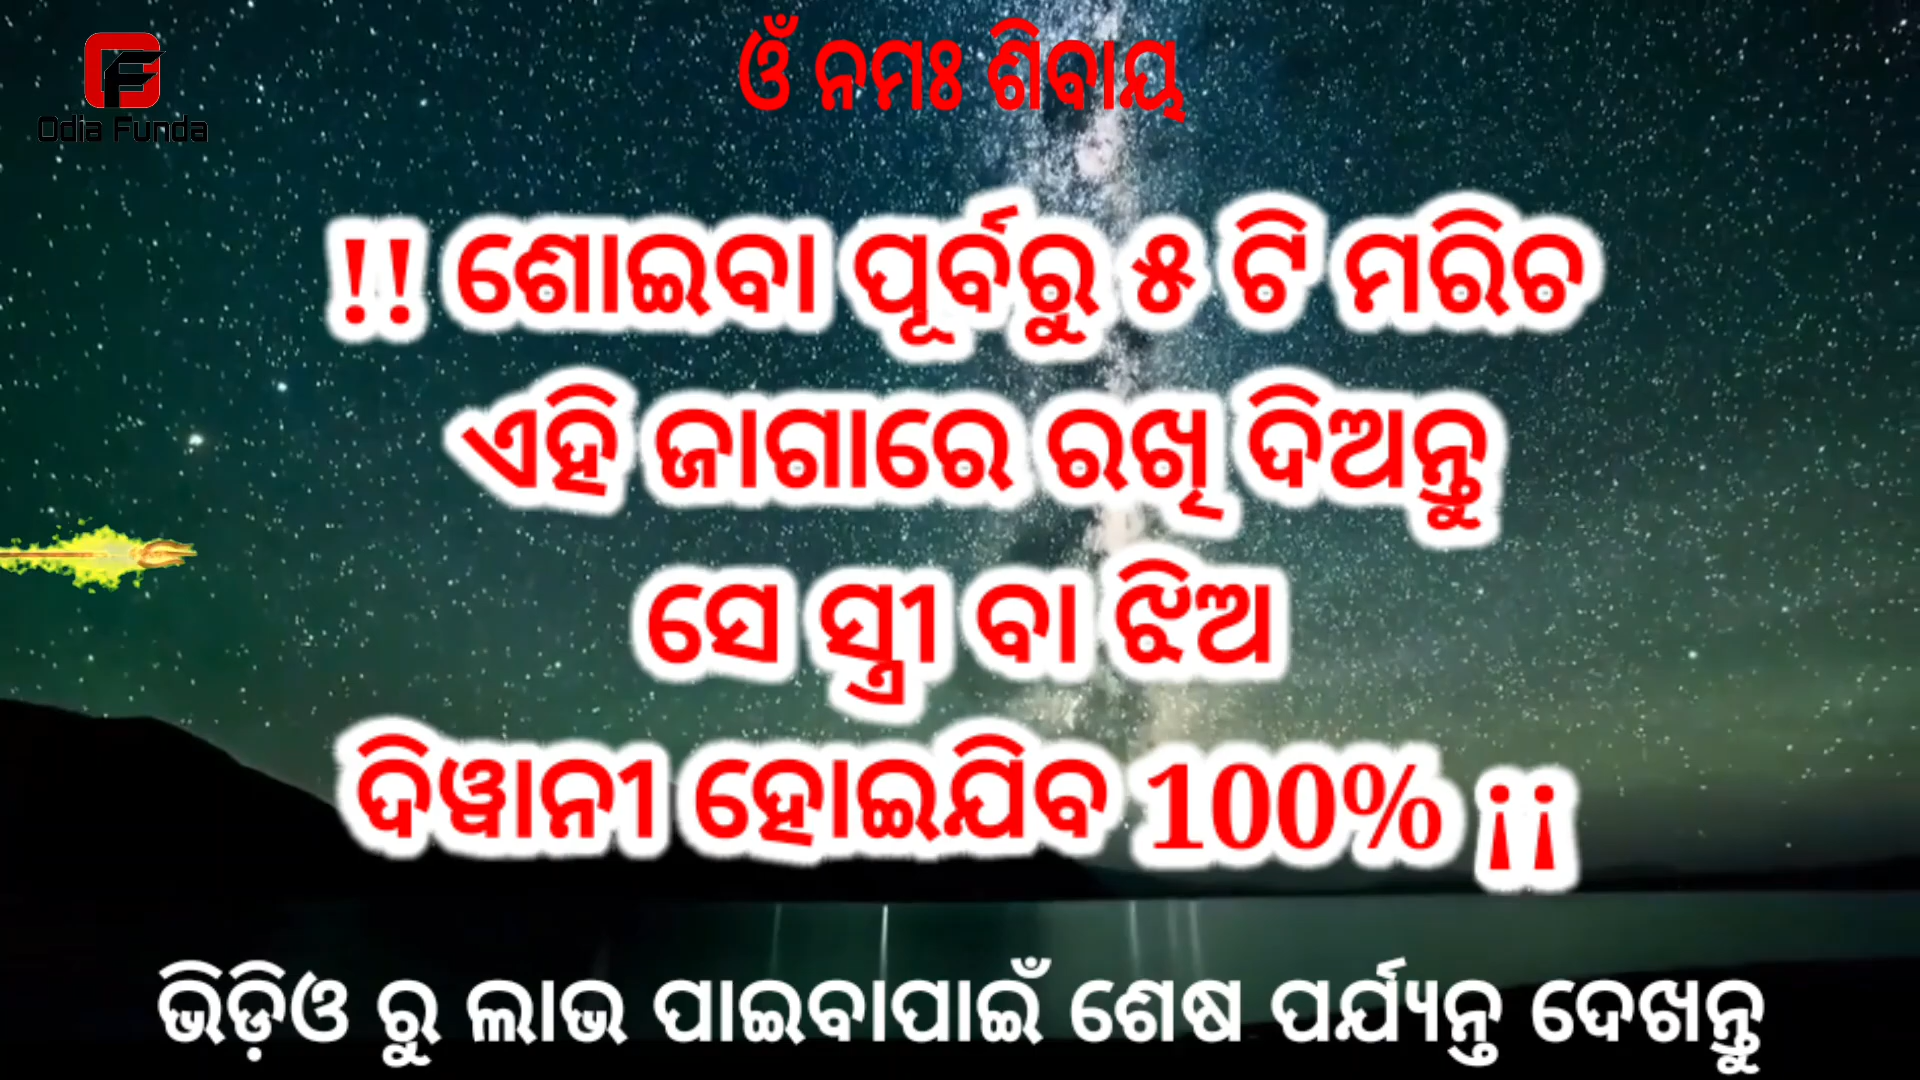 Odia Funda
ଓଁ ନମଃ ଶିବାୟ
!! ଶୋଇବା ପୂର୍ବରୁ ୫ ଟି ମରିଚ
ଏହି ଜାଗାରେ ରଖି ଦିଅନ୍ତୁ
ସେ ସ୍ତ୍ରୀ ବା ଝିଅ
ଦିୱାନୀ ହୋଇଯିବ 100% ¡¡
ଭିଡ଼ିଓ ରୁ ଲାଭ ପାଇବାପାଇଁ ଶେଷ ପର୍ଯ୍ୟନ୍ତ ଦେଖନ୍ତୁ